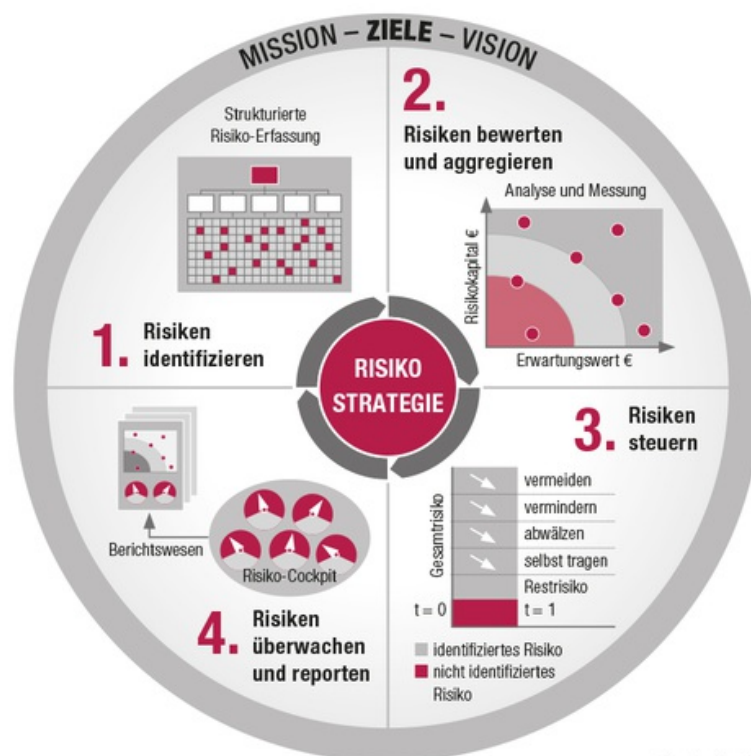 MISSION – ZIELE – VISION
Strukturierte
Risiko-Erfassung
1.
Risiken
identifizieren
2.
Risiken bewerten
und aggregieren
Analyse und Messung
Risikokapital €
Erwartungswert €
RISIKO
STRATEGIE
3.
Risiken
steuern
Gesamtrisiko
vermeiden
vermindern
abwälzen
selbst tragen
Restrisiko
t = 0
t = 1
identifiziertes Risiko
nicht identifiziertes
Risiko
Berichtswesen
Risiko-Cockpit
4.
Risiken
überwachen
und reporten